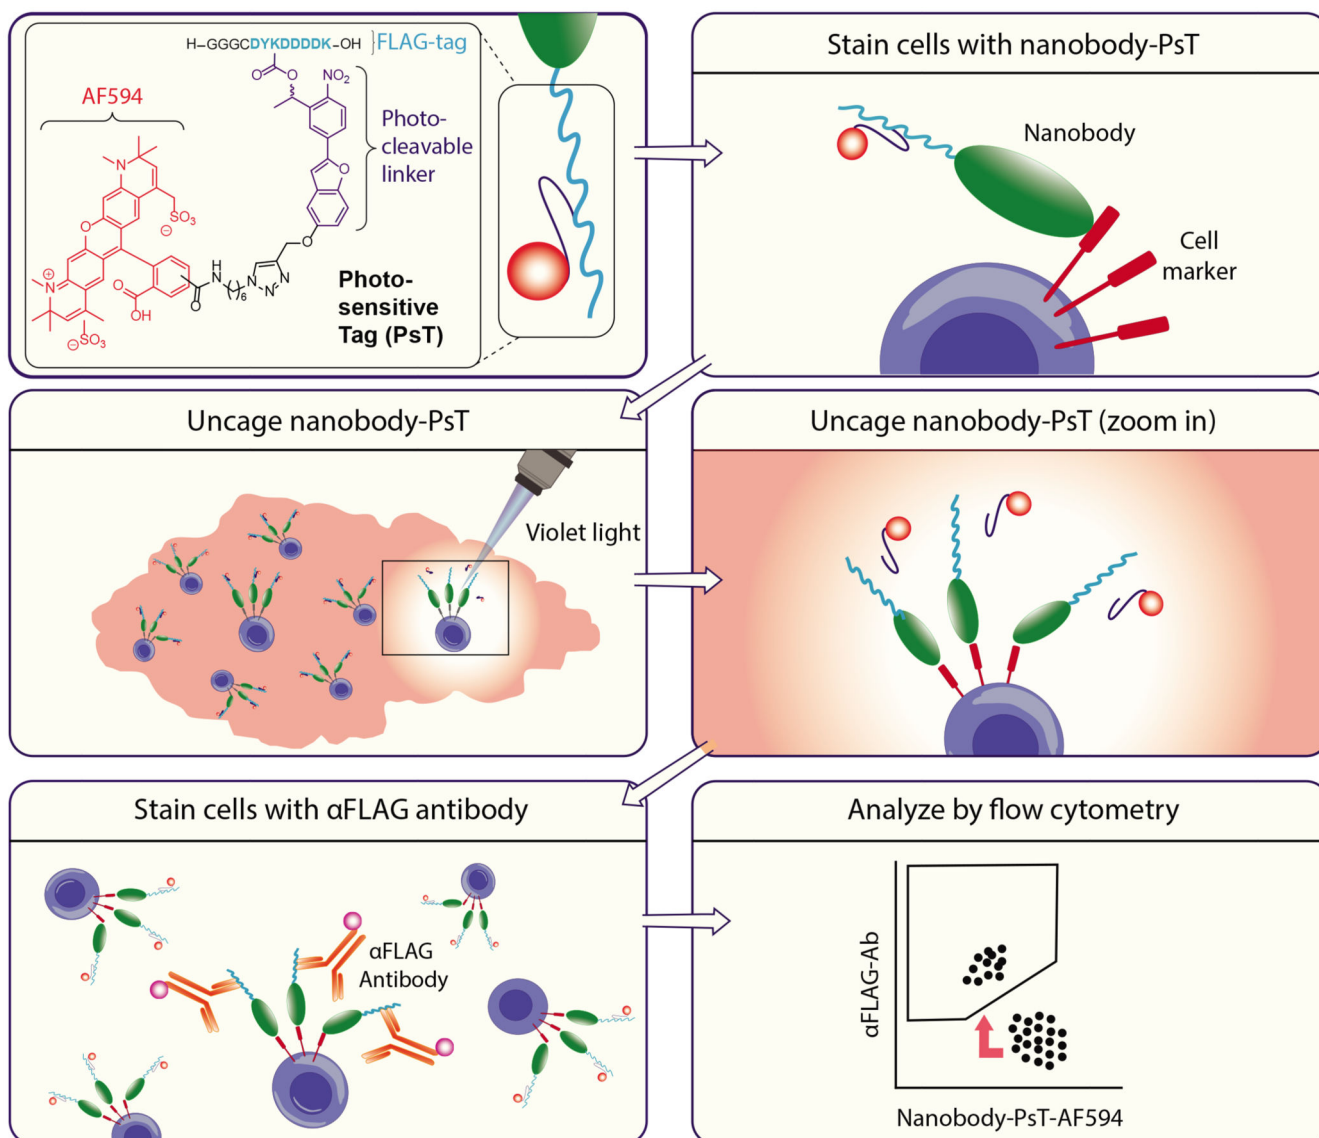 H–GGGCDYKDDDDK–OH
FLAG-tag
AF594
O
O
NO₂
Photo-
cleavable
linker
O
N
SO₃
⊖
O
O
H
N
N
N
N
6
O
N
⊕
O
OH
SO₃
⊖
Photo-
sensitive
Tag (PsT)
Stain cells with nanobody-PsT
Nanobody
Cell
marker
Uncage nanobody-PsT
Violet light
Uncage nanobody-PsT (zoom in)
Stain cells with αFLAG antibody
αFLAG
Antibody
Analyze by flow cytometry
αFLAG-Ab
Nanobody-PsT-AF594